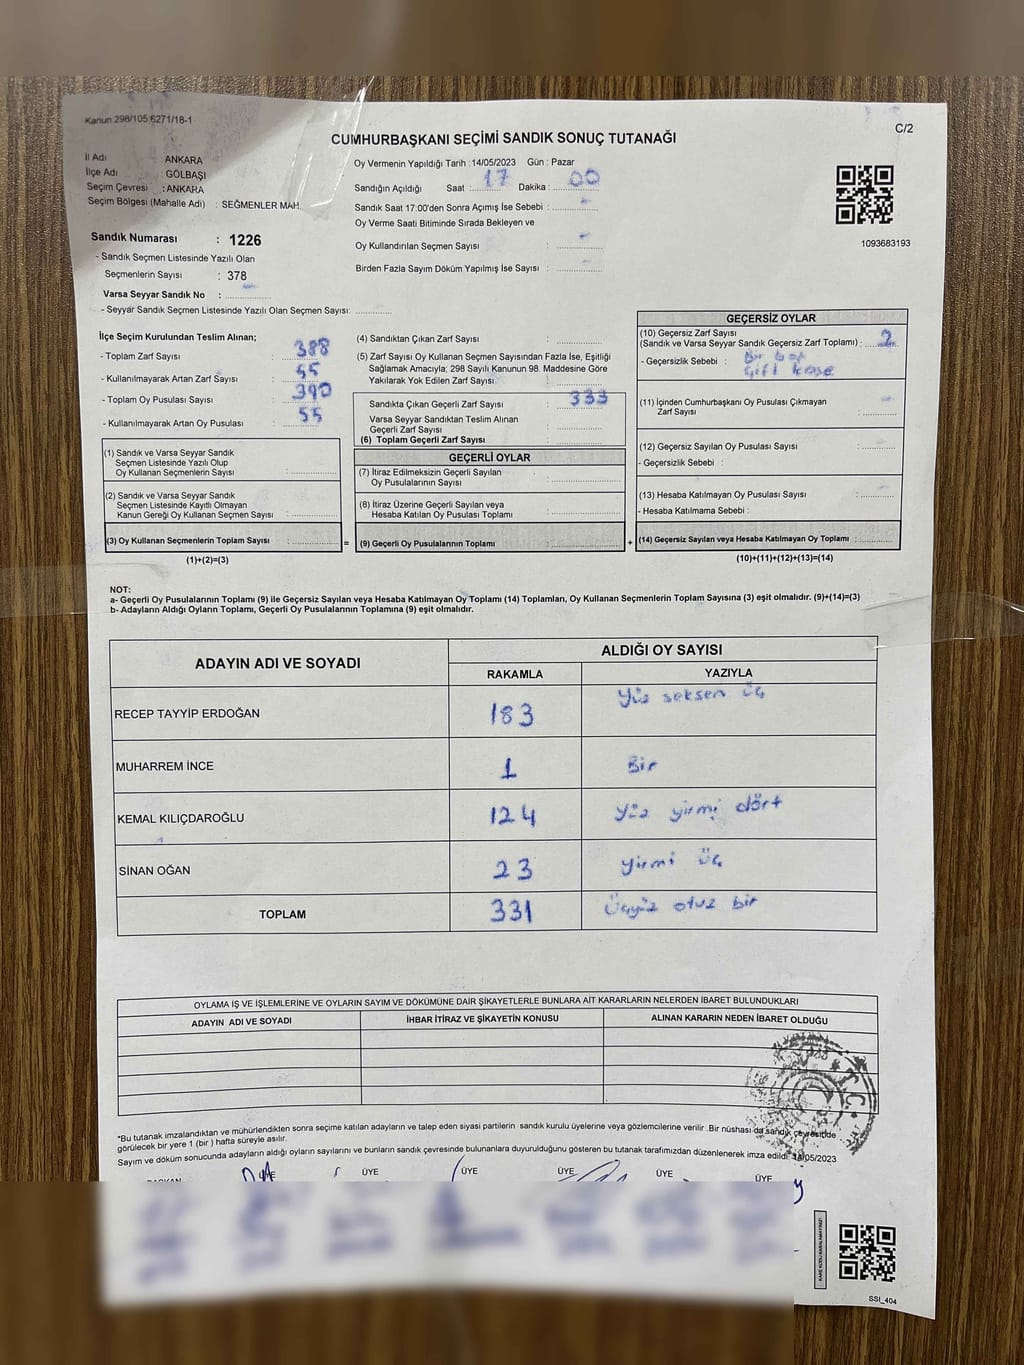 Kanun 298/105,6271/18-1
CUMHURBAŞKANI SEÇİMİ SANDIK SONUÇ TUTANAĞI
C/2
İl Adı : ANKARA
İlçe Adı : GÖLBAŞI
Seçim Çevresi : ANKARA
Seçim Bölgesi (Mahalle Adı) : SEĞMENLER MAH.
Sandık Numarası : 1226
- Sandık Seçmen Listesinde Yazılı Olan
Seçmenlerin Sayısı : 378
Varsa Seyyar Sandık No :
- Seyyar Sandık Seçmen Listesinde Yazılı Olan Seçmen Sayısı:
Oy Vermenin Yapıldığı Tarih : 14/05/2023 Gün : Pazar
Sandığın Açıldığı Saat : 17 Dakika : 00
Sandık Saat 17:00'den Sonra Açımış İse Sebebi : -
Oy Verme Saati Bitiminde Sırada Bekleyen ve
Oy Kullandırılan Seçmen Sayısı : -
Birden Fazla Sayım Döküm Yapılmış İse Sayısı : -
1093683193
İlçe Seçim Kurulundan Teslim Alınan;
- Toplam Zarf Sayısı : 388
- Kullanılmayarak Artan Zarf Sayısı : 55
- Toplam Oy Pusulası Sayısı : 390
- Kullanılmayarak Artan Oy Pusulası : 55
(1) Sandık ve Varsa Seyyar Sandık
Seçmen Listesinde Yazılı Olup
Oy Kullanan Seçmenlerin Sayısı :
(2) Sandık ve Varsa Seyyar Sandık
Seçmen Listesinde Kayıtlı Olmayan
Kanun Gereği Oy Kullanan Seçmen Sayısı :
(3) Oy Kullanan Seçmenlerin Toplam Sayısı : =
(1)+(2)=(3)
(4) Sandıktan Çıkan Zarf Sayısı :
(5) Zarf Sayısı Oy Kullanan Seçmen Sayısından Fazla İse, Eşitliği
Sağlamak Amacıyla; 298 Sayılı Kanunun 98. Maddesine Göre
Yakılarak Yok Edilen Zarf Sayısı :
Sandıkta Çıkan Geçerli Zarf Sayısı : 333
Varsa Seyyar Sandıktan Teslim Alınan
Geçerli Zarf Sayısı :
(6) Toplam Geçerli Zarf Sayısı :
GEÇERLİ OYLAR
(7) İtiraz Edilmeksizin Geçerli Sayılan
Oy Pusulalarının Sayısı :
(8) İtiraz Üzerine Geçerli Sayılan veya
Hesaba Katılan Oy Pusulası Toplamı :
(9) Geçerli Oy Pusulalarının Toplamı : +
GEÇERSİZ OYLAR
(10) Geçersiz Zarf Sayısı
(Sandık ve Varsa Seyyar Sandık Geçersiz Zarf Toplamı) : 2
- Geçersizlik Sebebi : Bir boş
Çift kaşe
(11) İçinden Cumhurbaşkanı Oy Pusulası Çıkmayan
Zarf Sayısı : -
(12) Geçersiz Sayılan Oy Pusulası Sayısı : -
- Geçersizlik Sebebi :
(13) Hesaba Katılmayan Oy Pusulası Sayısı : -
- Hesaba Katılmama Sebebi :
(14) Geçersiz Sayılan veya Hesaba Katılmayan Oy Toplamı :
(10)+(11)+(12)+(13)=(14)
NOT:
a- Geçerli Oy Pusulalarının Toplamı (9) ile Geçersiz Sayılan veya Hesaba Katılmayan Oy Toplamı (14) Toplamları, Oy Kullanan Seçmenlerin Toplam Sayısına (3) eşit olmalıdır. (9)+(14)=(3)
b- Adayların Aldığı Oyların Toplamı, Geçerli Oy Pusulalarının Toplamına (9) eşit olmalıdır.
ADAYIN ADI VE SOYADI ALDIĞI OY SAYISI
RAKAMLA YAZIYLA
RECEP TAYYİP ERDOĞAN 183 Yüz seksen üç
MUHARREM İNCE 1 Bir
KEMAL KILIÇDAROĞLU 124 yüz yirmi dört
SİNAN OĞAN 23 yirmi üç
TOPLAM 331 Üçyüz otuz bir
OYLAMA İŞ VE İŞLEMLERİNE VE OYLARIN SAYIM VE DÖKÜMÜNE DAİR ŞİKAYETLERLE BUNLARA AİT KARARLARIN NELERDEN İBARET BULUNDUKLARI
ADAYIN ADI VE SOYADI İHBAR İTİRAZ VE ŞİKAYETİN KONUSU ALINAN KARARIN NEDEN İBARET OLDUĞU
T.C.
*Bu tutanak imzalandıktan ve mühürlendikten sonra seçime katılan adayların ve talep eden siyasi partilerin sandık kurulu üyelerine veya gözlemcilerine verilir .Bir nüshası da sandık çevresinde
görülecek bir yere 1 (bir ) hafta süreyle asılır.
Sayım ve döküm sonucunda adayların aldığı oyların sayılarını ve bunların sandık çevresinde bulunanlara duyurulduğunu gösteren bu tutanak tarafımızdan düzenlenerek imza edildi. 14/05/2023
BAŞKAN ÜYE ÜYE ÜYE ÜYE ÜYE ÜYE
SSI_404